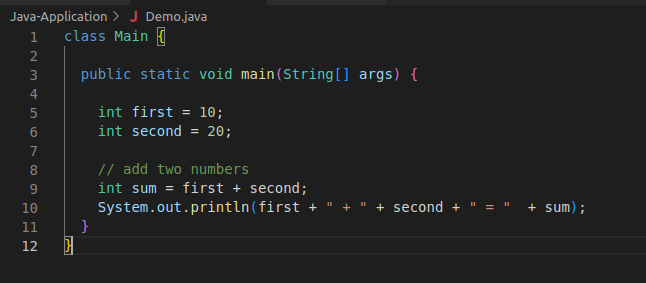 Java-Application > J Demo.java
1 class Main {
2
3 public static void main(String[] args) {
4
5 int first = 10;
6 int second = 20;
7
8 // add two numbers
9 int sum = first + second;
10 System.out.println(first + " + " + second + " = "  + sum);
11 }
12 }